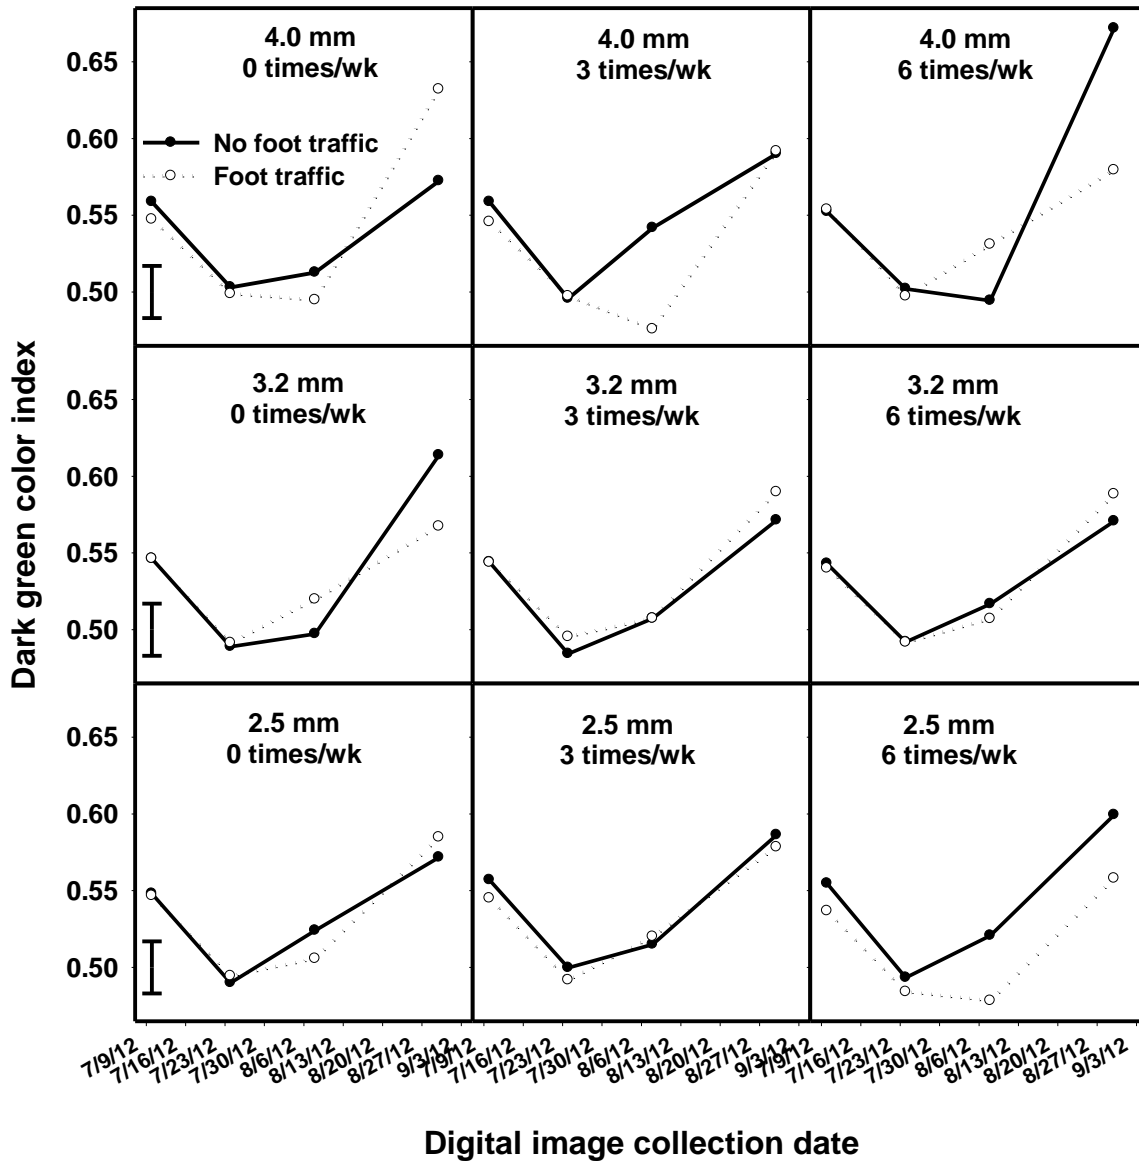 4.0 mm
0 times/wk
4.0 mm
3 times/wk
4.0 mm
6 times/wk
No foot traffic
Foot traffic
0.65
0.60
0.55
0.50
3.2 mm
0 times/wk
3.2 mm
3 times/wk
3.2 mm
6 times/wk
0.65
0.60
0.55
0.50
2.5 mm
0 times/wk
2.5 mm
3 times/wk
2.5 mm
6 times/wk
0.65
0.60
0.55
0.50
Dark green color index
7/9/12 7/16/12 7/23/12 7/30/12 8/6/12 8/13/12 8/20/12 8/27/12 9/3/12
7/9/12 7/16/12 7/23/12 7/30/12 8/6/12 8/13/12 8/20/12 8/27/12 9/3/12
7/9/12 7/16/12 7/23/12 7/30/12 8/6/12 8/13/12 8/20/12 8/27/12 9/3/12
Digital image collection date